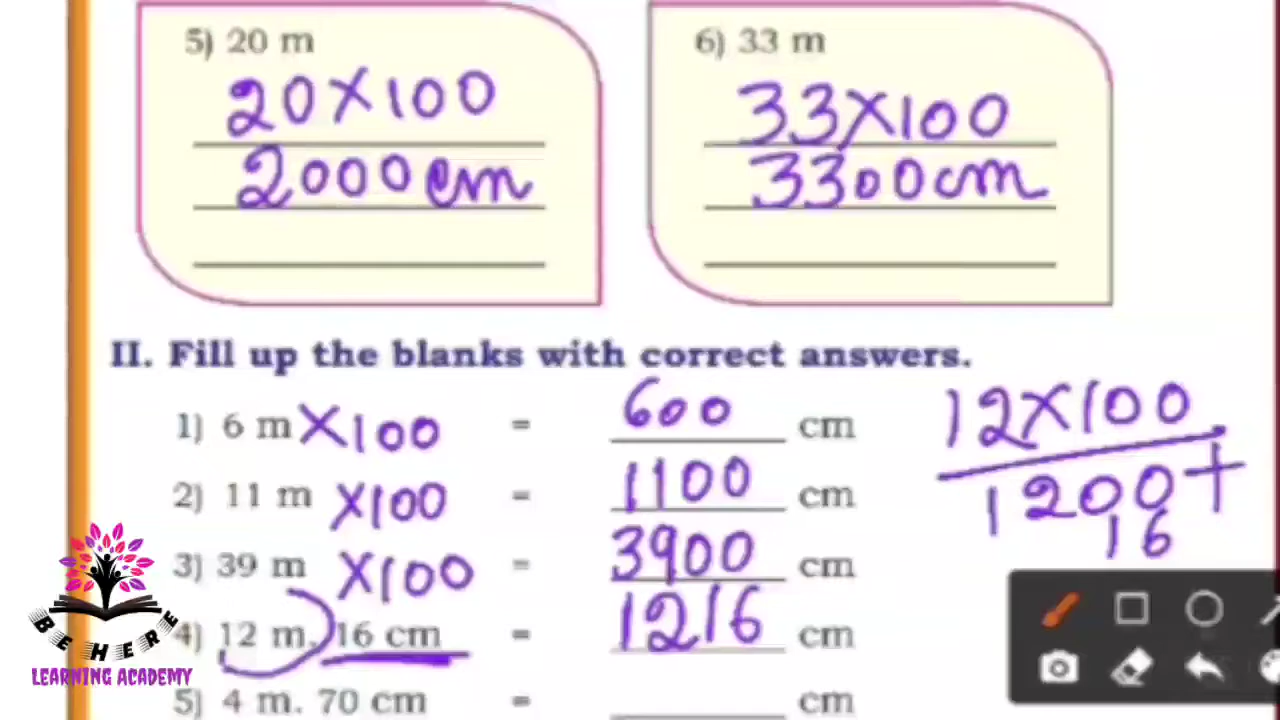 5) 20 m
20×100
2000 cm
6) 33 m
33×100
3300 cm
II. Fill up the blanks with correct answers.
1) 6 m ×100 = 600 cm
2) 11 m ×100 = 1100 cm
3) 39 m ×100 = 3900 cm
4) 12 m. 16 cm = 1216 cm
5) 4 m. 70 cm = cm
12×100
1200 +
16
BE HERE
LEARNING ACADEMY